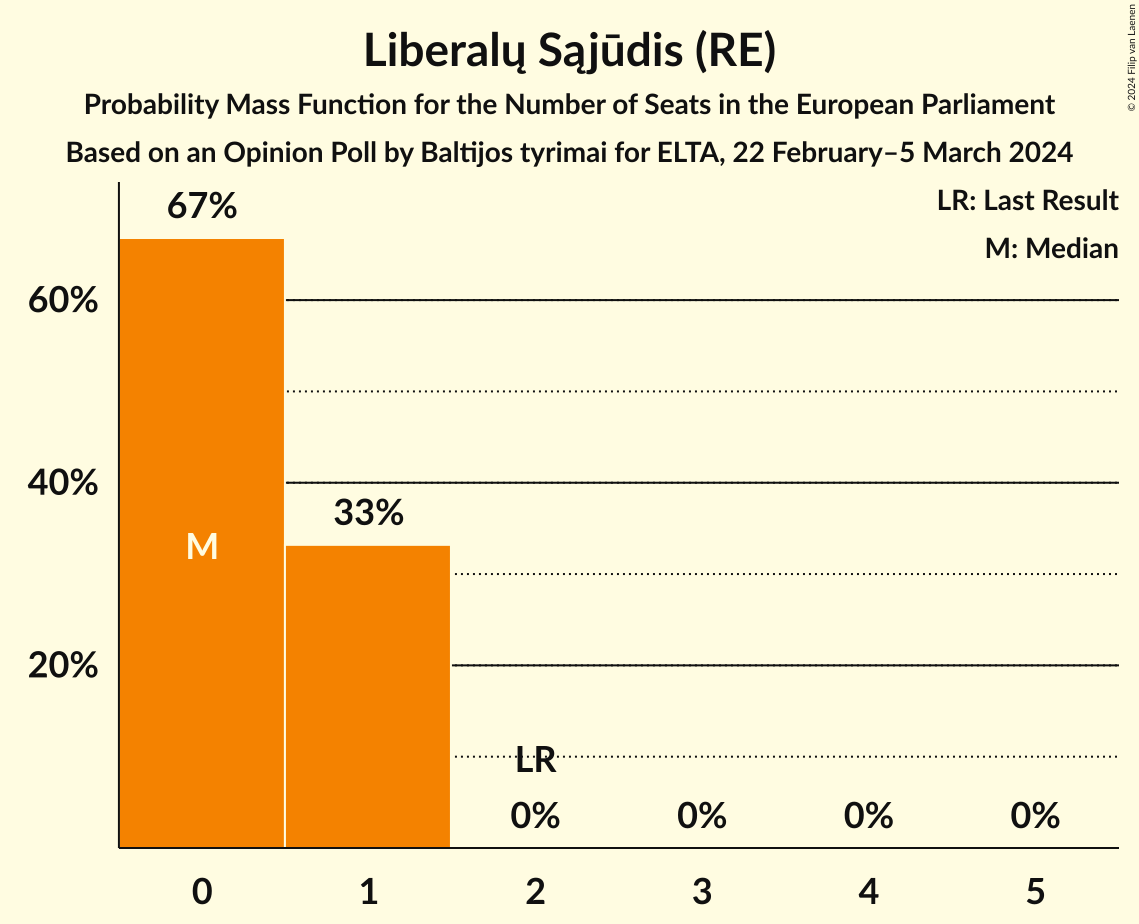 Liberalų Sąjūdis (RE)
Probability Mass Function for the Number of Seats in the European Parliament
Based on an Opinion Poll by Baltijos tyrimai for ELTA, 22 February–5 March 2024
© 2024 Filip van Laenen
LR: Last Result
M: Median
67%
60%
40%
33%
M
20%
LR
0% 0% 0% 0%
0 1 2 3 4 5